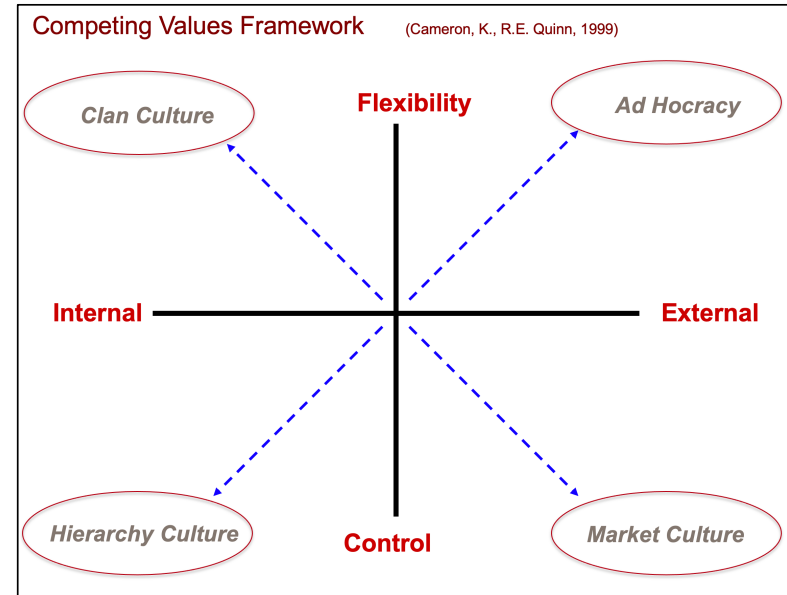 Competing Values Framework (Cameron, K., R.E. Quinn, 1999)
Clan Culture
Flexibility
Ad Hocracy
Internal
External
Hierarchy Culture
Control
Market Culture